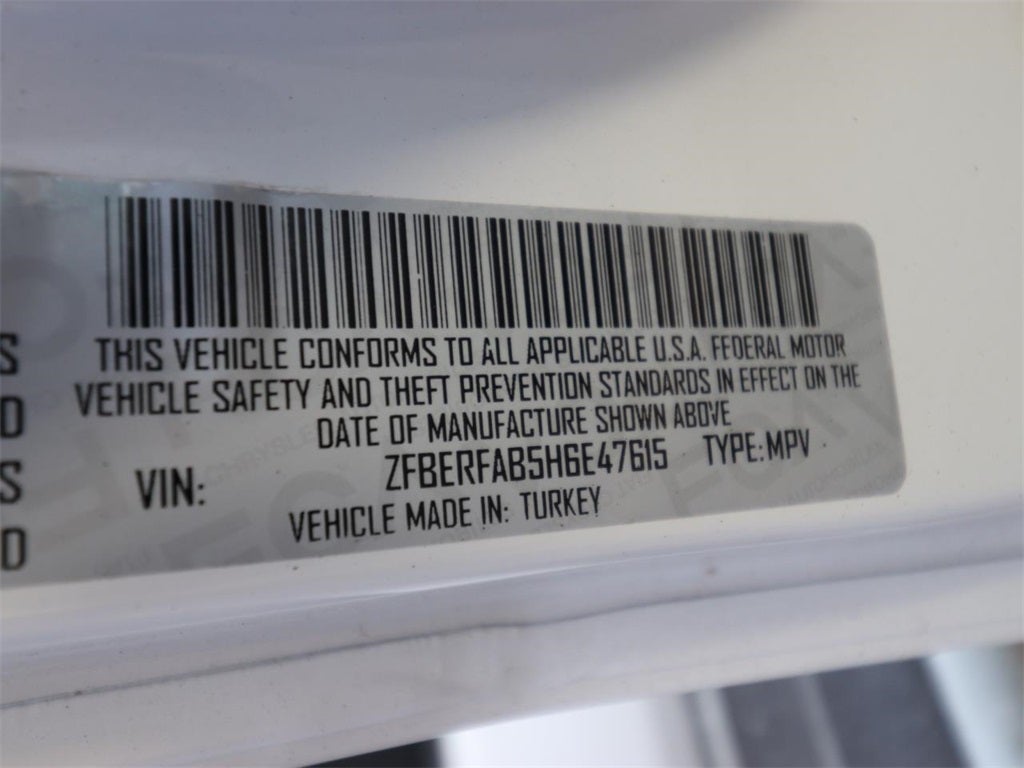 S
THIS VEHICLE CONFORMS TO ALL APPLICABLE U.S.A. FEDERAL MOTOR
D
VEHICLE SAFETY AND THEFT PREVENTION STANDARDS IN EFFECT ON THE
DATE OF MANUFACTURE SHOWN ABOVE
S
VIN: ZFBERFAB5H6E47615 TYPE: MPV
D
VEHICLE MADE IN: TURKEY